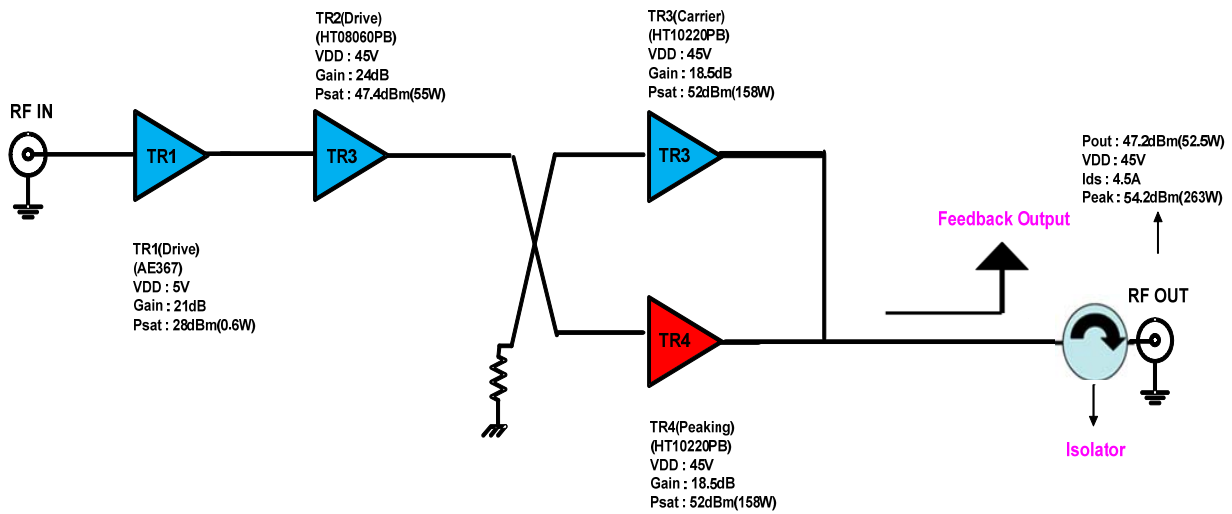 TR2(Drive)
(HT08060PB)
VDD : 45V
Gain : 24dB
Psat : 47.4dBm(55W)
TR3(Carrier)
(HT10220PB)
VDD : 45V
Gain : 18.5dB
Psat : 52dBm(158W)
RF IN
TR1
TR3
TR3
Pout : 47.2dBm(52.5W)
VDD : 45V
Ids : 4.5A
Peak : 54.2dBm(263W)
Feedback Output
TR1(Drive)
(AE367)
VDD : 5V
Gain : 21dB
Psat : 28dBm(0.6W)
RF OUT
TR4
TR4(Peaking)
(HT10220PB)
VDD : 45V
Gain : 18.5dB
Psat : 52dBm(158W)
Isolator